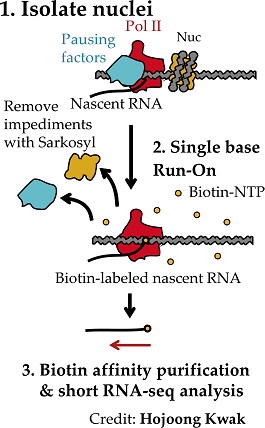 1. Isolate nuclei
Pol II
Pausing
factors
Nuc
Nascent RNA
Remove
impediments
with Sarkosyl
2. Single base
Run-On
Biotin-NTP
Biotin-labeled nascent RNA
3. Biotin affinity purification
& short RNA-seq analysis
Credit: Hojoong Kwak